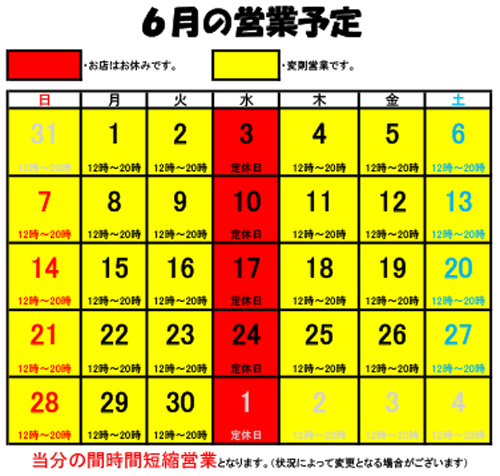 6月の営業予定
・お店はお休みです。 ・変則営業です。
日 月 火 水 木 金 土
31 1 2 3 4 5 6
12時～20時 12時～20時 12時～20時 定休日 12時～20時 12時～20時 12時～20時
7 8 9 10 11 12 13
12時～20時 12時～20時 12時～20時 定休日 12時～20時 12時～20時 12時～20時
14 15 16 17 18 19 20
12時～20時 12時～20時 12時～20時 定休日 12時～20時 12時～20時 12時～20時
21 22 23 24 25 26 27
12時～20時 12時～20時 12時～20時 定休日 12時～20時 12時～20時 12時～20時
28 29 30 1 2 3 4
12時～20時 12時～20時 12時～20時 定休日 12時～20時 12時～20時 12時～20時
当分の間時間短縮営業となります。(状況によって変更となる場合がございます)